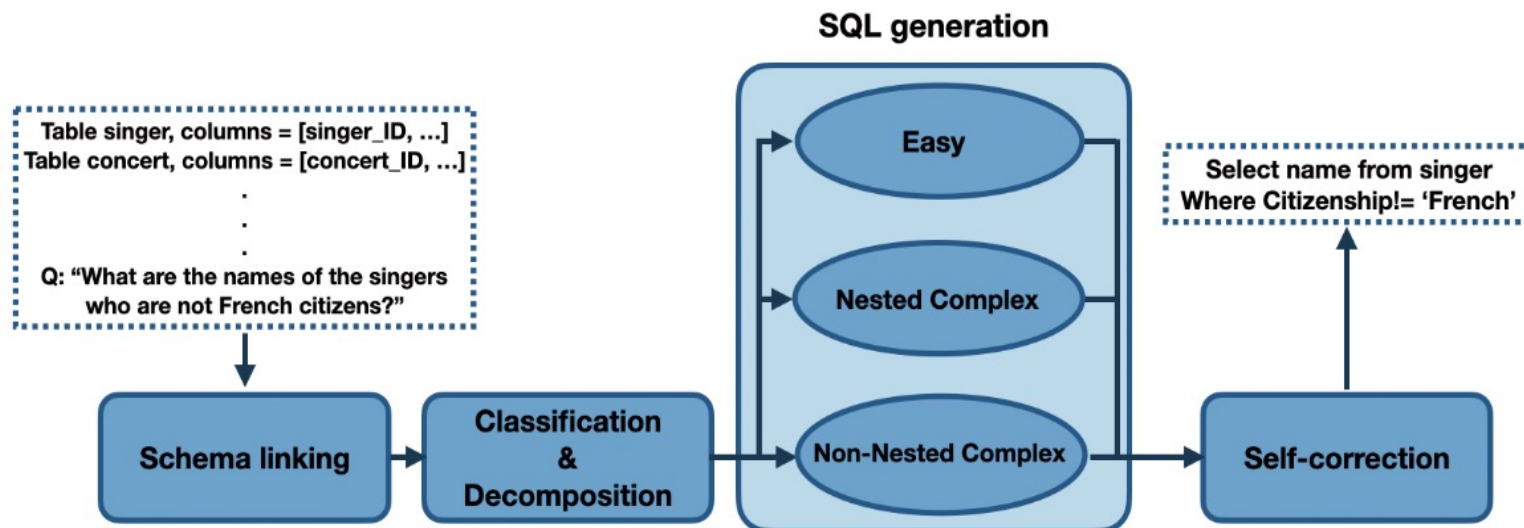 SQL generation
Table singer, columns = [singer_ID, ...]
Table concert, columns = [concert_ID, ...]
.
.
.
Q: “What are the names of the singers
who are not French citizens?”
Schema linking
Classification
&
Decomposition
Easy
Nested Complex
Non-Nested Complex
Self-correction
Select name from singer
Where Citizenship!= ‘French’